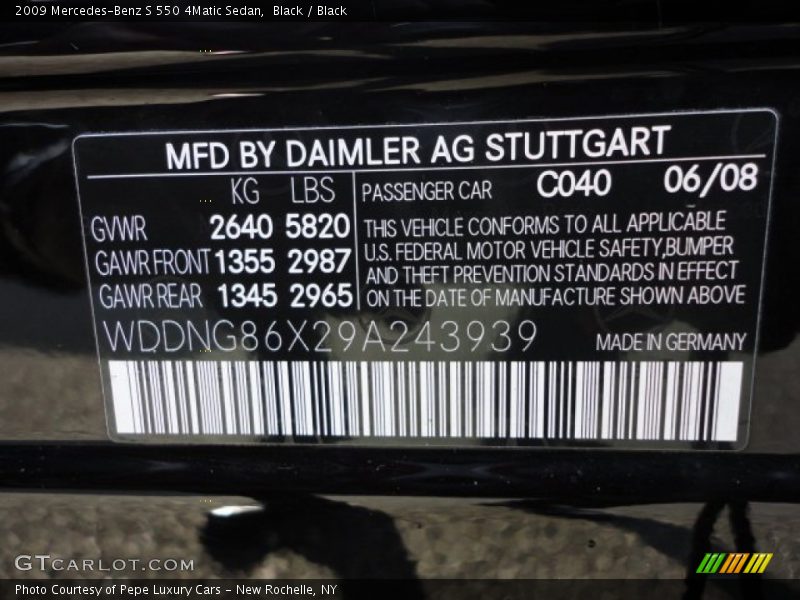 2009 Mercedes-Benz S 550 4Matic Sedan,  Black / Black
MFD BY DAIMLER AG STUTTGART
KG LBS
GVWR 2640 5820
GAWR FRONT 1355 2987
GAWR REAR 1345 2965
PASSENGER CAR C040 06/08
THIS VEHICLE CONFORMS TO ALL APPLICABLE
U.S. FEDERAL MOTOR VEHICLE SAFETY,BUMPER
AND THEFT PREVENTION STANDARDS IN EFFECT
ON THE DATE OF MANUFACTURE SHOWN ABOVE
WDDNG86X29A243939
MADE IN GERMANY
GTCARLOT.COM
Photo Courtesy of Pepe Luxury Cars - New Rochelle, NY